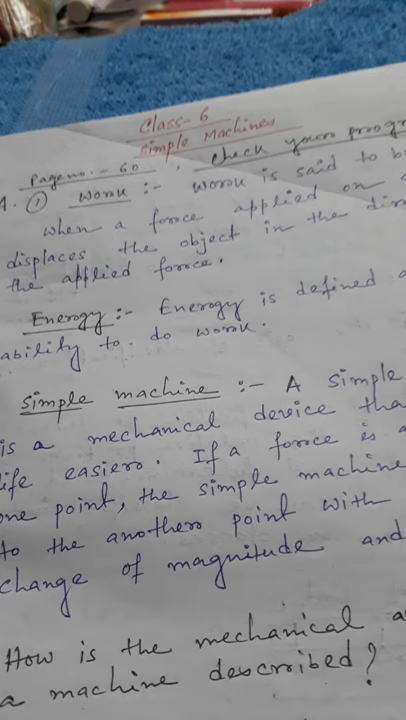 Class-6
Simple Machines
Page no. - 60, check your progr
A. ① Work :- Work is said to b
when a force applied on a
displaces the object in the dir
the applied force.
Energy :- Energy is defined a
ability to do work.
Simple machine :- A simple
is a mechanical device tha
life easier. If a force is a
one point, the simple machine
to the another point with
change of magnitude and
How is the mechanical a
a machine described?